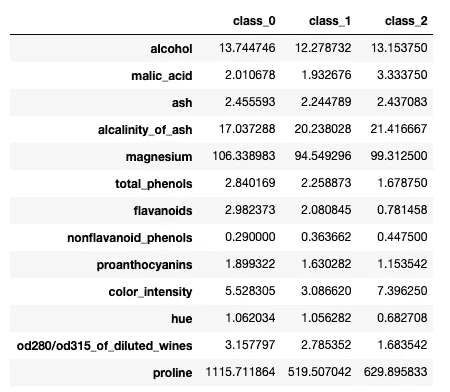 class_0 class_1 class_2
alcohol 13.744746 12.278732 13.153750
malic_acid 2.010678 1.932676 3.333750
ash 2.455593 2.244789 2.437083
alcalinity_of_ash 17.037288 20.238028 21.416667
magnesium 106.338983 94.549296 99.312500
total_phenols 2.840169 2.258873 1.678750
flavanoids 2.982373 2.080845 0.781458
nonflavanoid_phenols 0.290000 0.363662 0.447500
proanthocyanins 1.899322 1.630282 1.153542
color_intensity 5.528305 3.086620 7.396250
hue 1.062034 1.056282 0.682708
od280/od315_of_diluted_wines 3.157797 2.785352 1.683542
proline 1115.711864 519.507042 629.895833